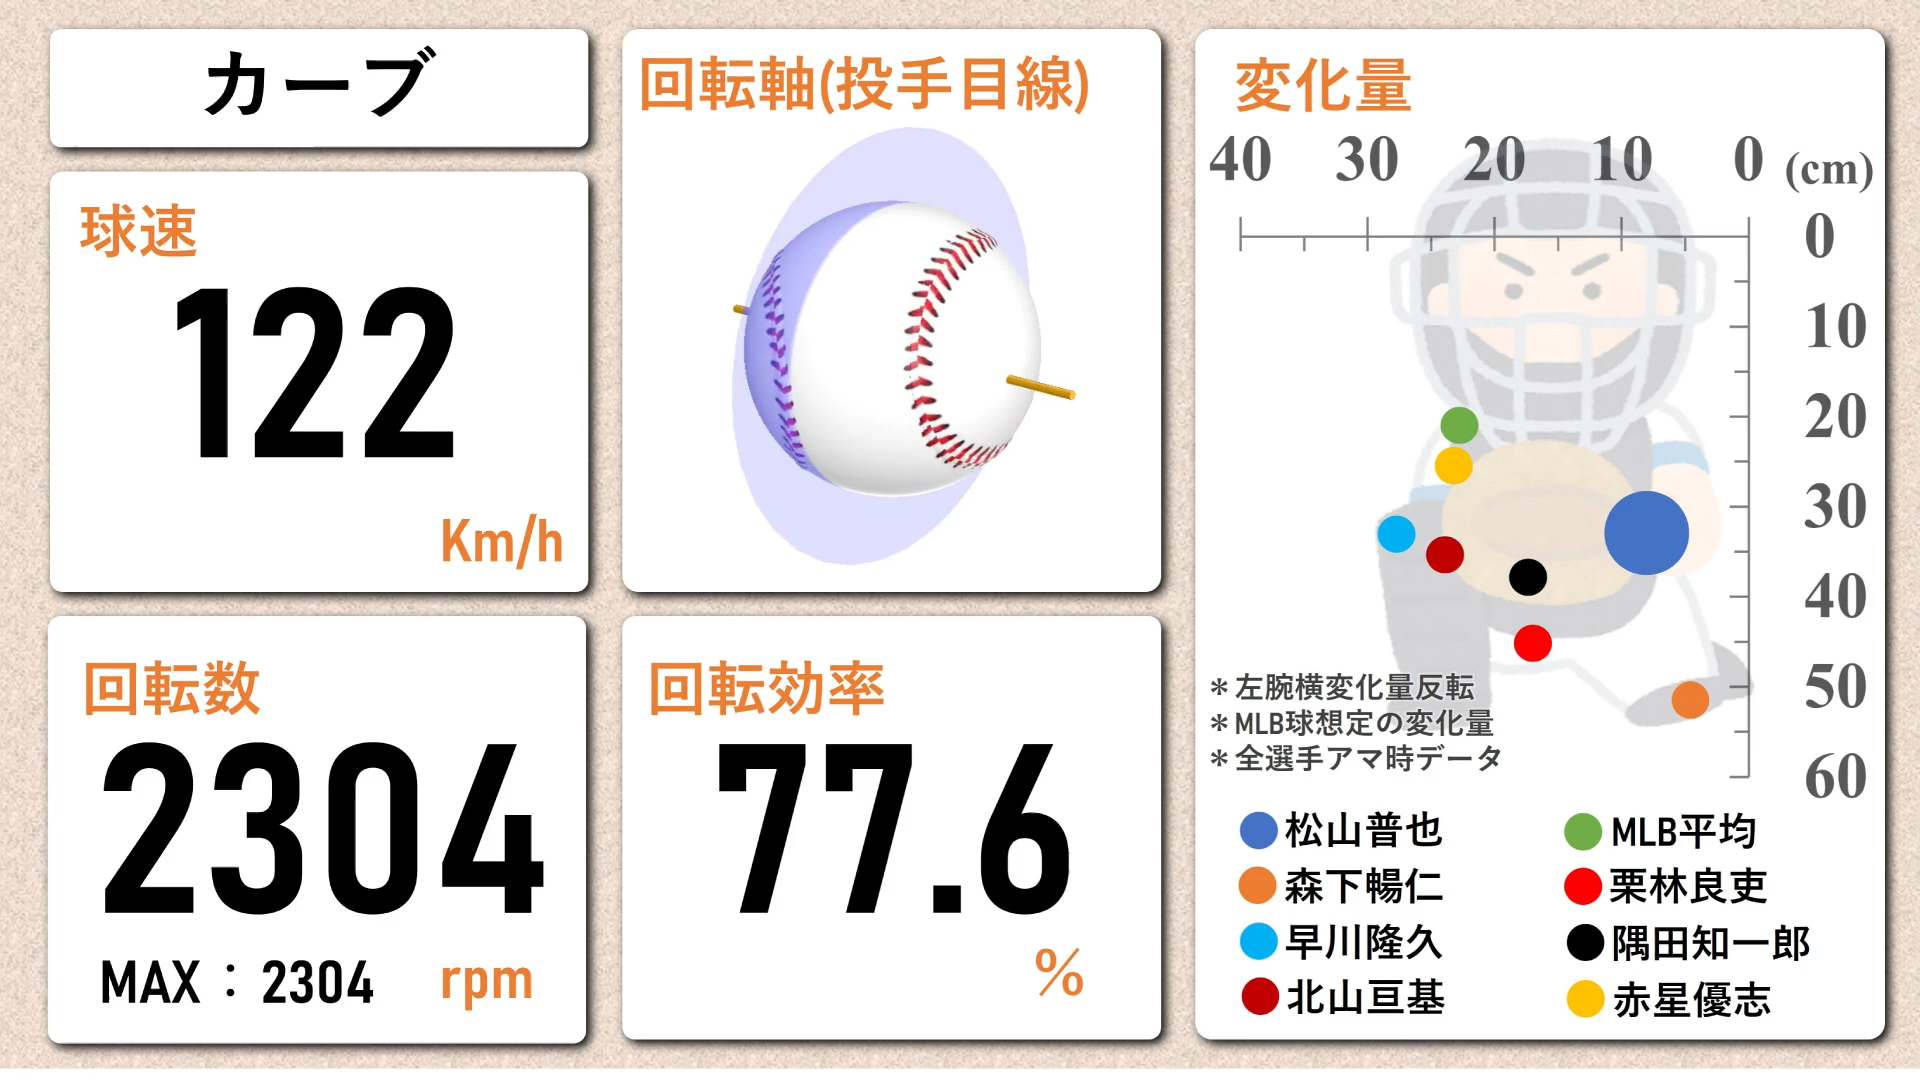 カーブ
球速
122
Km/h
回転数
2304
MAX：2304
rpm
回転軸(投手目線)
回転効率
77.6
%
変化量
40 30 20 10 0 (cm)
0
10
20
30
40
50
60
＊左腕横変化量反転
＊MLB球想定の変化量
＊全選手アマ時データ
松山普也
MLB平均
森下暢仁
栗林良吏
早川隆久
隅田知一郎
北山亘基
赤星優志